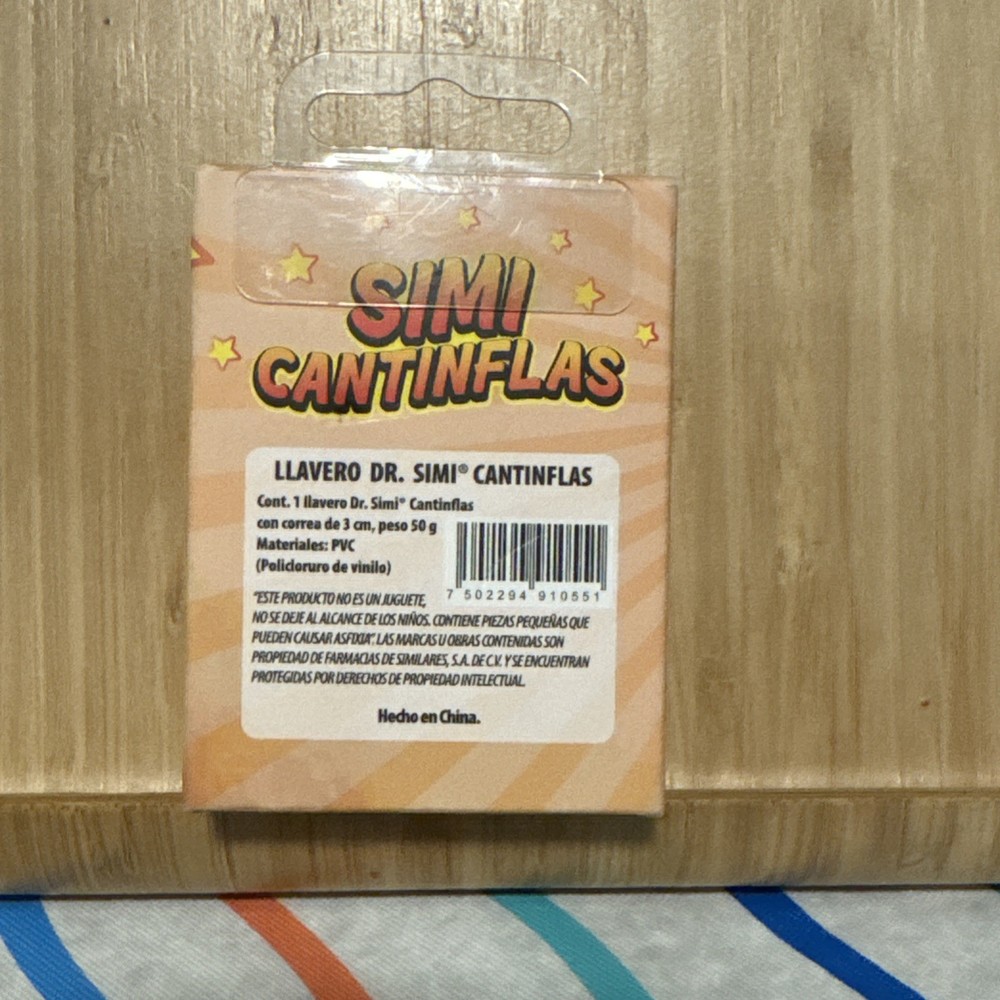 SIMI
CANTINFLAS
LLAVERO DR. SIMI® CANTINFLAS
Cont. 1 llavero Dr. Simi® Cantinflas
con correa de 3 cm, peso 50 g
Materiales: PVC
(Policloruro de vinilo)
7 502294 910551
"ESTE PRODUCTO NO ES UN JUGUETE,
NO SE DEJE AL ALCANCE DE LOS NIÑOS. CONTIENE PIEZAS PEQUEÑAS QUE
PUEDEN CAUSAR ASFIXIA". LAS MARCAS U OBRAS CONTENIDAS SON
PROPIEDAD DE FARMACIAS DE SIMILARES, S.A. DE C.V. Y SE ENCUENTRAN
PROTEGIDAS POR DERECHOS DE PROPIEDAD INTELECTUAL.
Hecho en China.